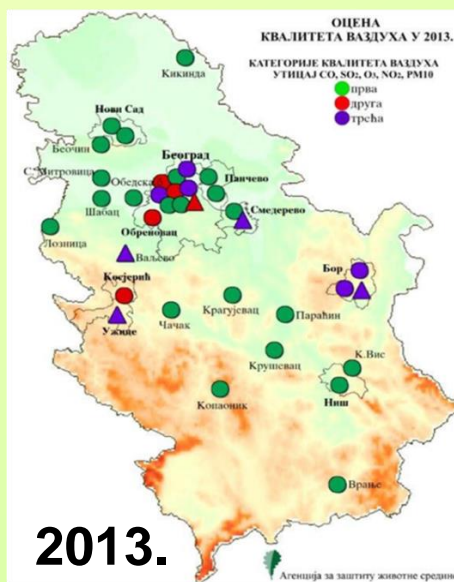 ОЦЕНА
КВАЛИТЕТА ВАЗДУХА У 2013.
КАТЕГОРИЈЕ КВАЛИТЕТА ВАЗДУХА
УТИЦАЈ CO, SO₂, O₃, NO₂, PM10
прва
друга
трећа
Кикинда
Нови Сад
Беочин
С. Митровица
Београд
Обедска
Панчево
Шабац
Смедерево
Обреновац
Лозница
Ваљево
Бор
Косјерић
Ужице
Чачак
Крагујевац
Параћин
Крушевац
К.Вис
Ниш
Копаоник
Врање
2013.
Агенција за заштиту животне средине